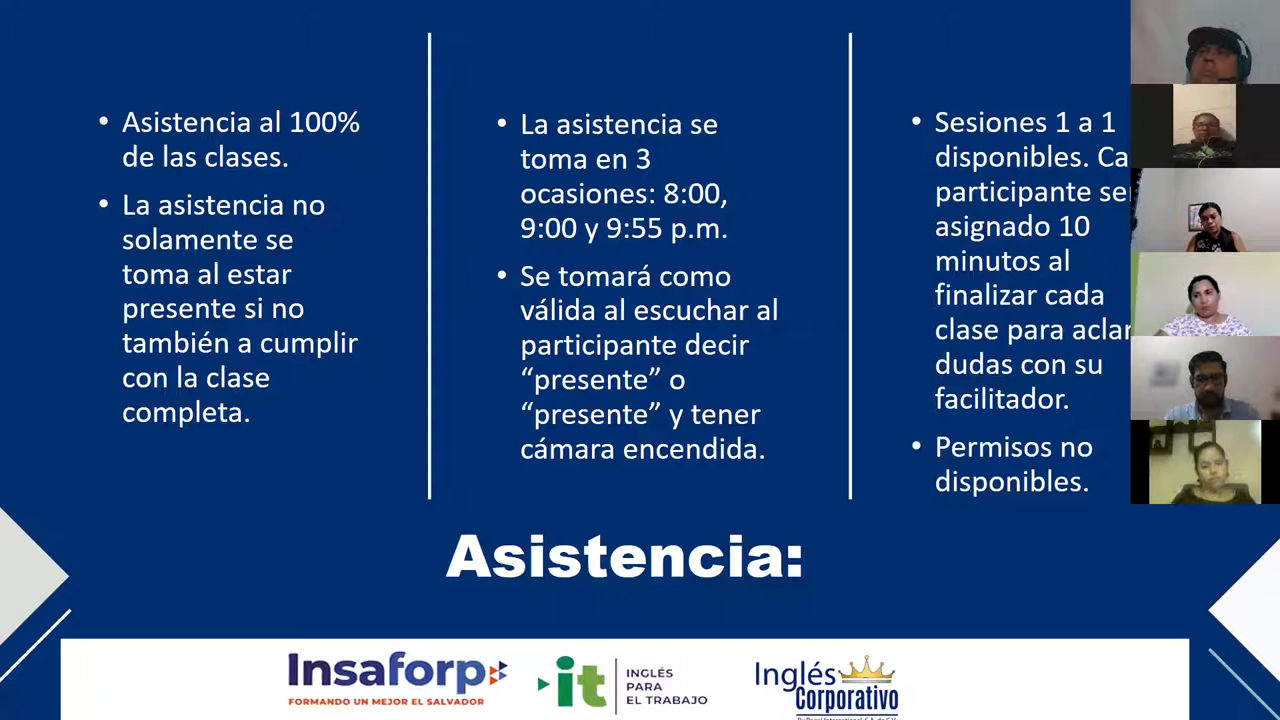 • Asistencia al 100%
de las clases.
• La asistencia no
solamente se
toma al estar
presente si no
también a cumplir
con la clase
completa.
• La asistencia se
toma en 3
ocasiones: 8:00,
9:00 y 9:55 p.m.
• Se tomará como
válida al escuchar al
participante decir
“presente” o
“presente” y tener
cámara encendida.
• Sesiones 1 a 1
disponibles. Ca
participante se
asignado 10
minutos al
finalizar cada
clase para aclar
dudas con su
facilitador.
• Permisos no
disponibles.
Asistencia:
Insaforp
FORMANDO UN MEJOR EL SALVADOR
it
INGLÉS
PARA
EL TRABAJO
Inglés
Corporativo